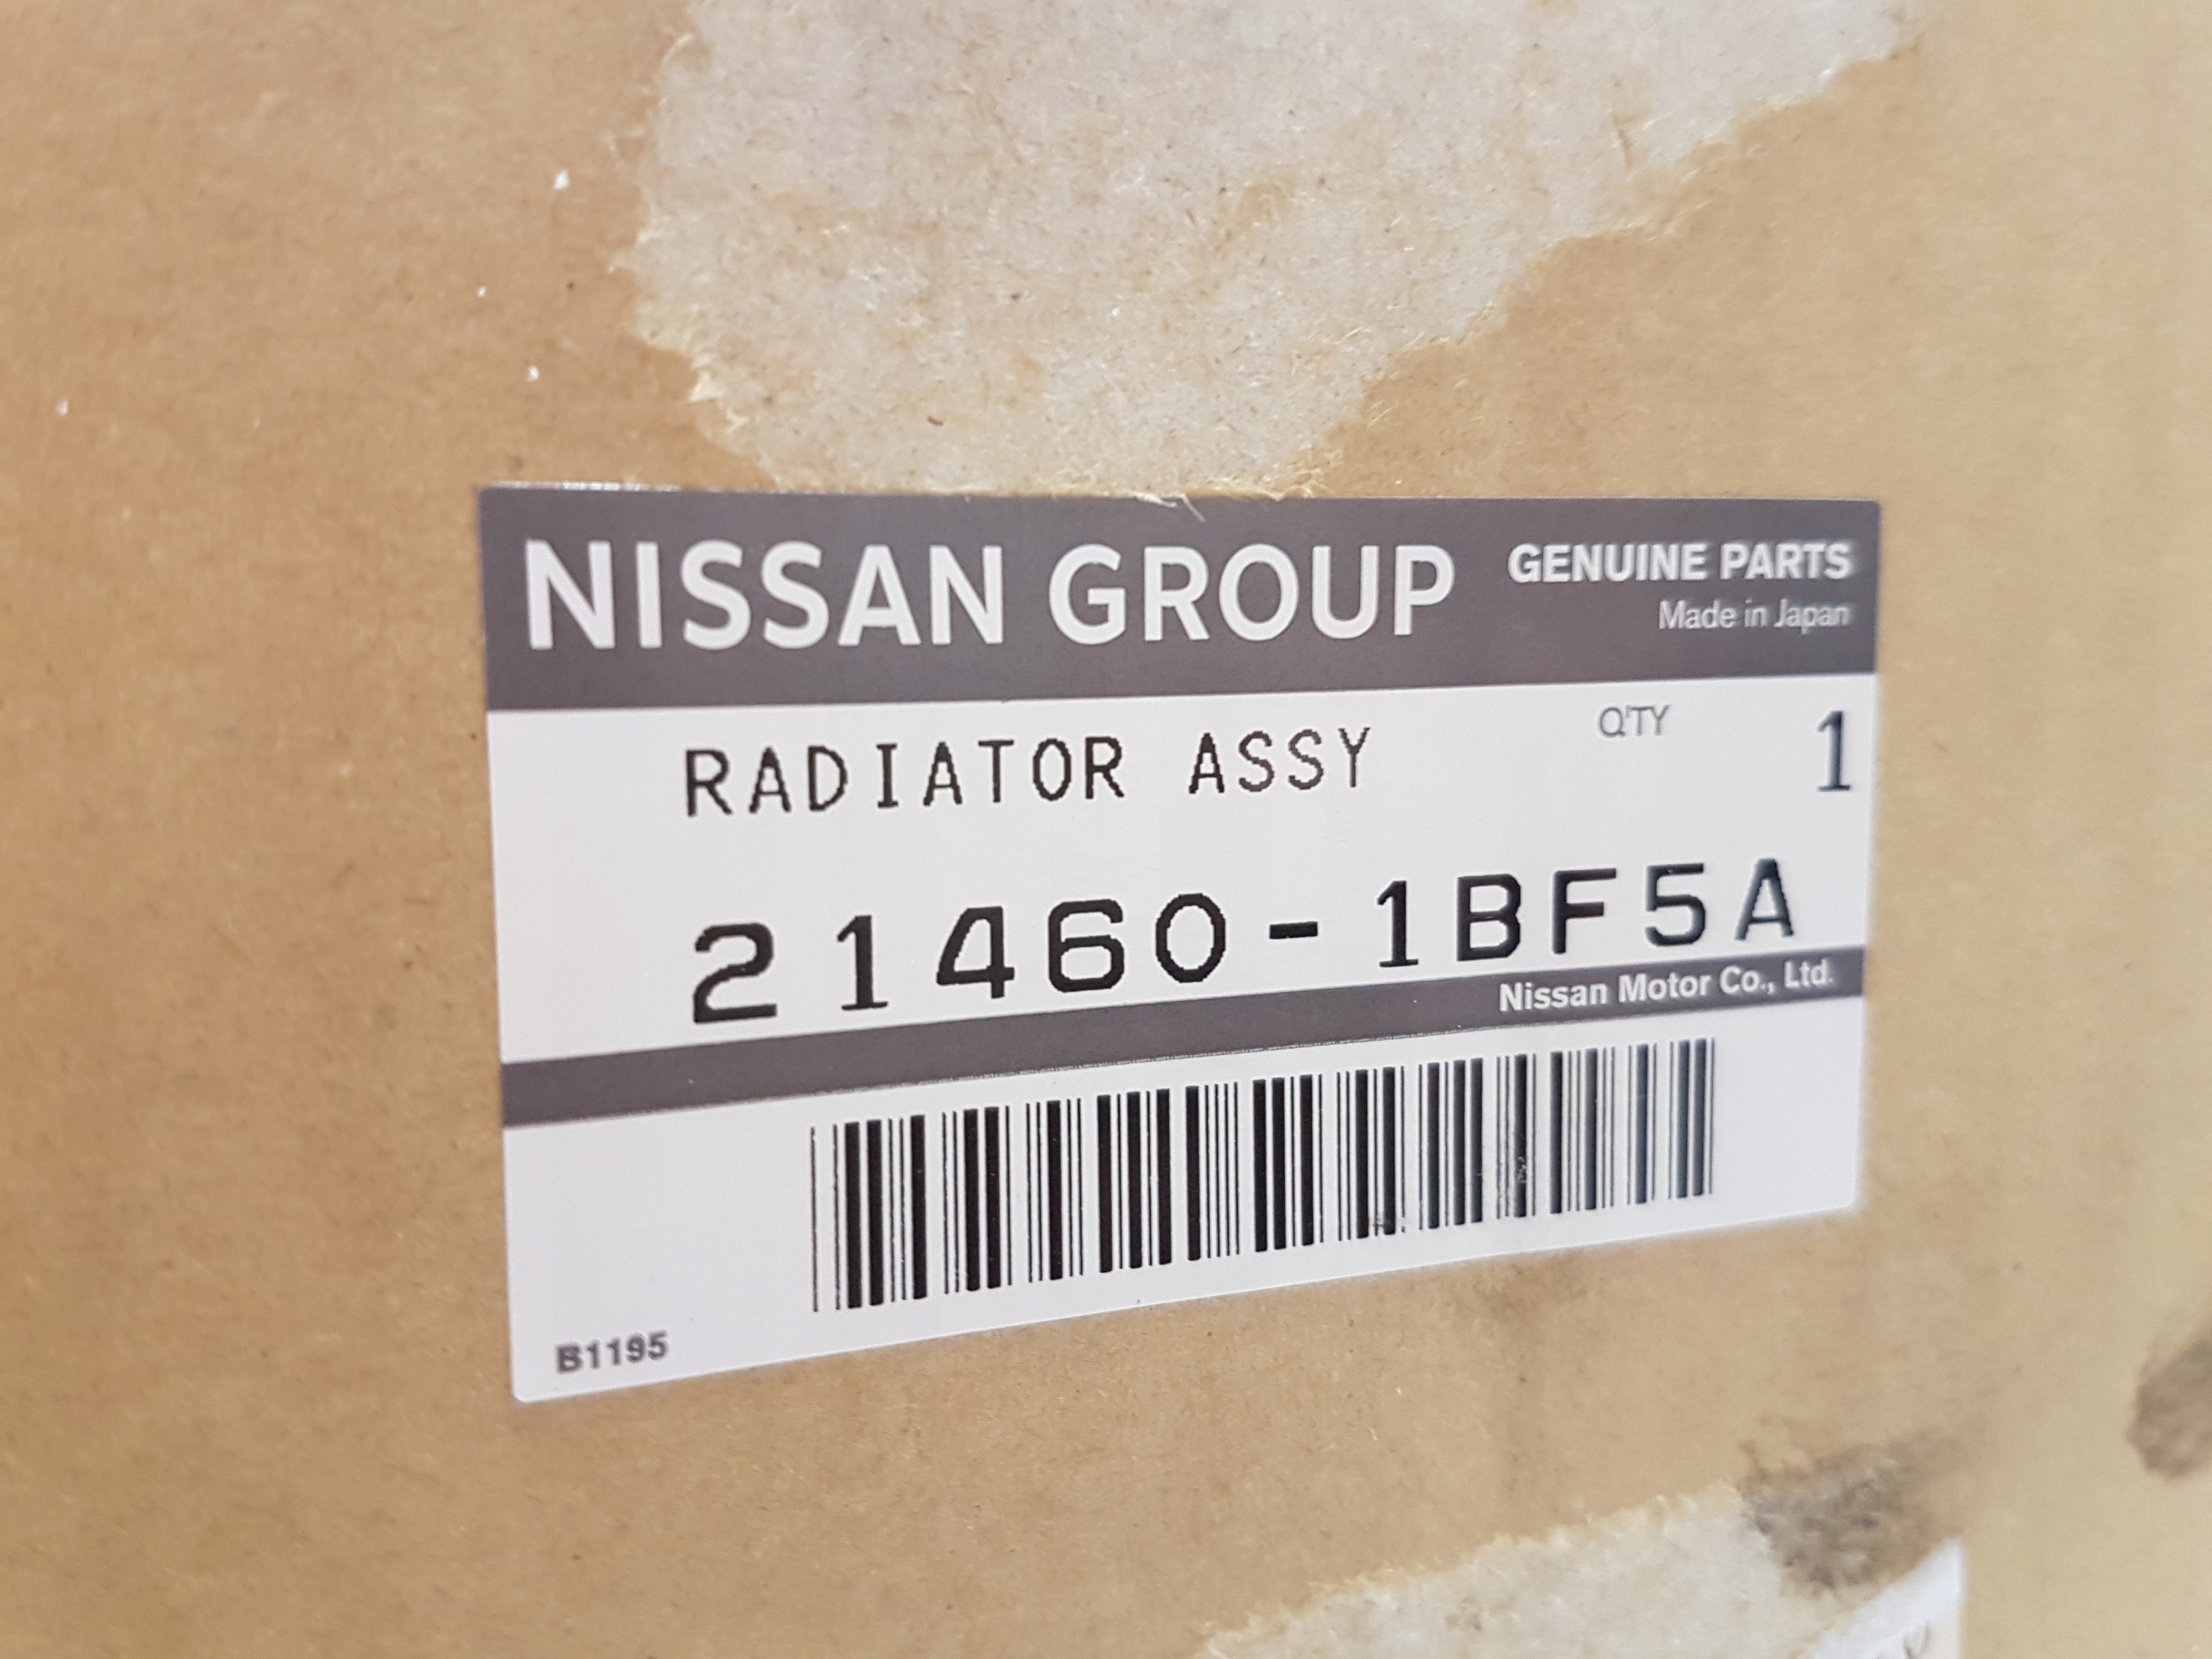 NISSAN GROUP
GENUINE PARTS
Made in Japan
RADIATOR ASSY
Q'TY 1
21460-1BF5A
Nissan Motor Co., Ltd.
B1195